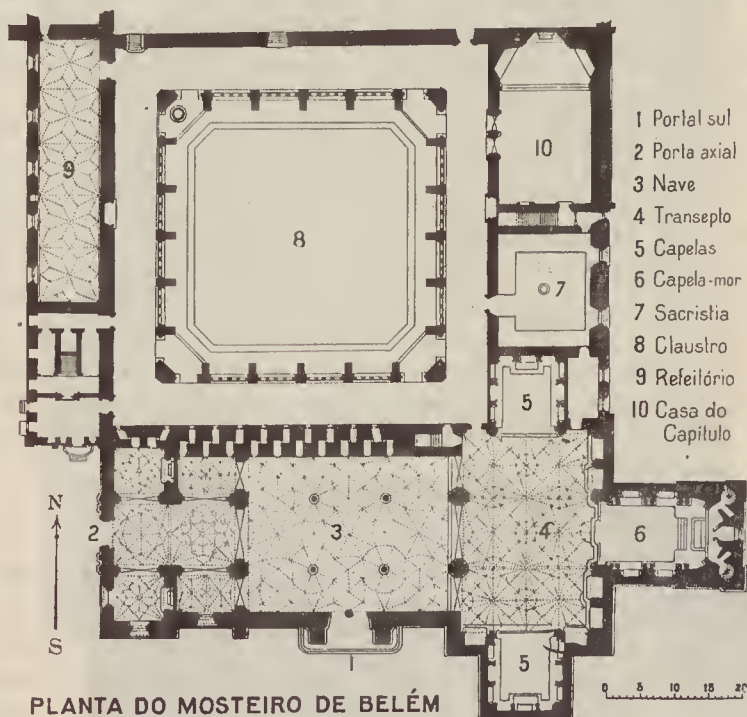 9
8
10
7
5
N
S
2
3
4
6
5
1
1 Portal sul
2 Porta axial
3 Nave
4 Transepto
5 Capelas
6 Capela-mor
7 Sacristia
8 Claustro
9 Refeitório
10 Casa do
Capítulo
0 5 10 15 20
PLANTA DO MOSTEIRO DE BELÉM